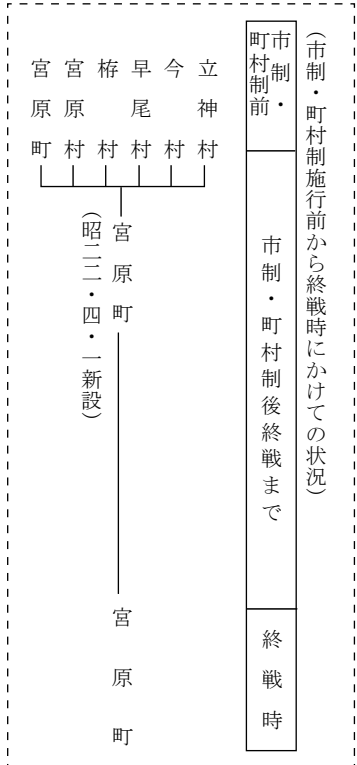 (市制・町村制施行前から終戦時にかけての状況)
市制・
町村制前
市制・町村制後終戦まで
終戦時
立神村
今村
早尾村
栫村
宮原村
宮原町
宮原町
(昭二二・四・一新設)
宮原町